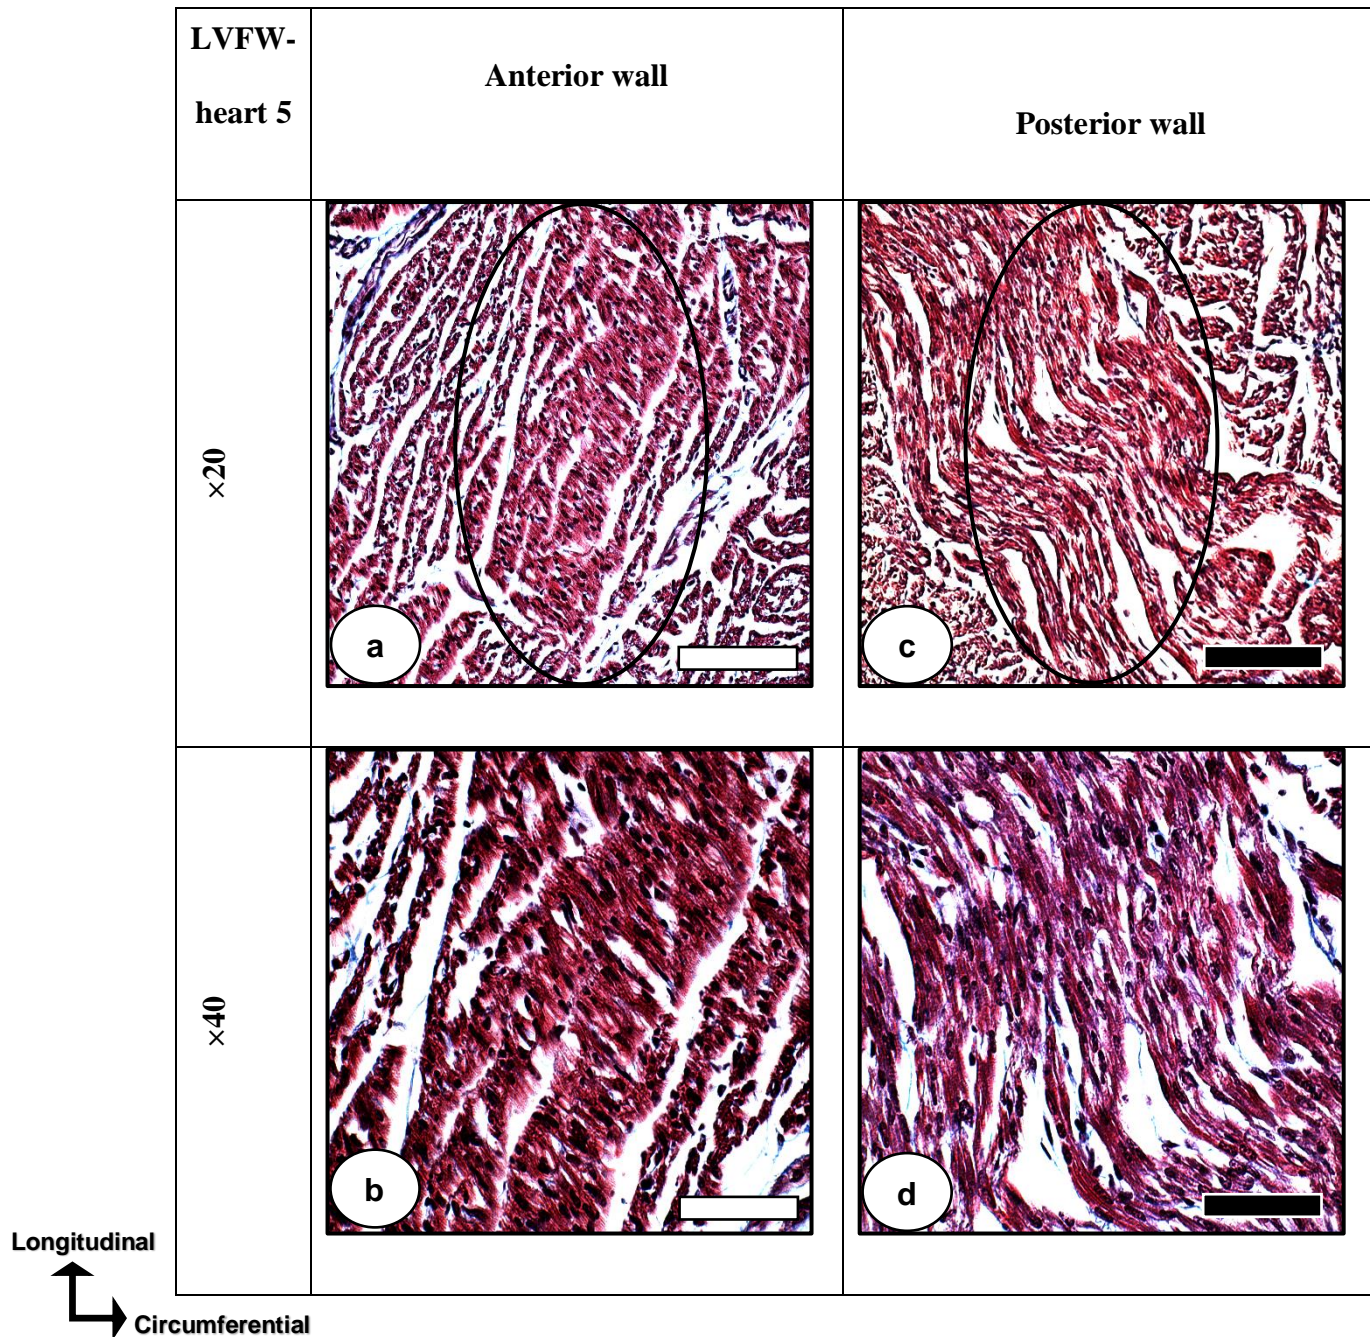 LVFW-
heart 5
Anterior wall
Posterior wall
×20
a
c
×40
b
d
Longitudinal
Circumferential